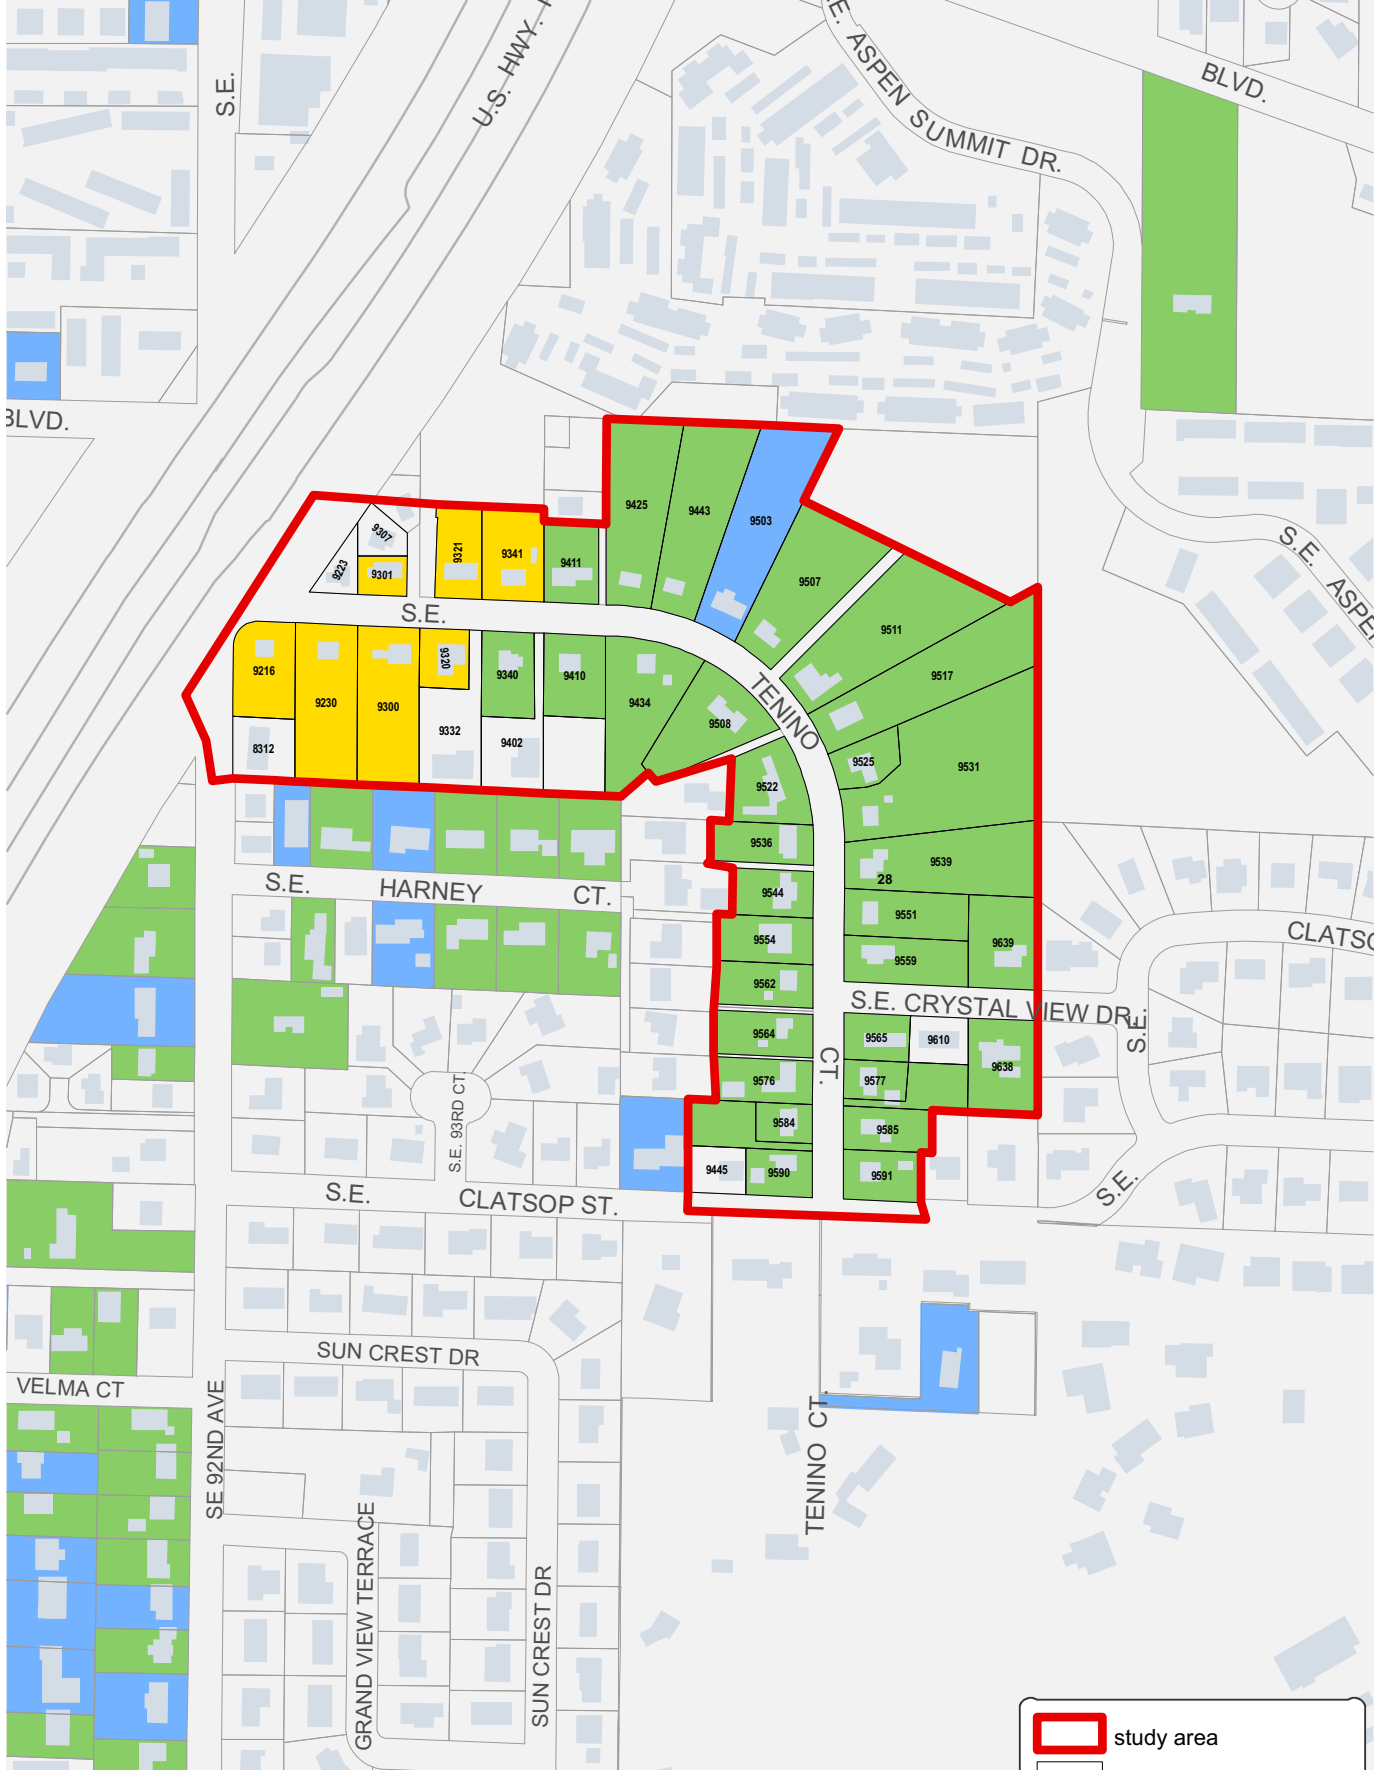 S.E.
U.S. HWY.
S.E. ASPEN SUMMIT DR.
BLVD.
BLVD.
S.E. ASPEN
9425
9443
9503
9307
9321
9341
9411
9223
9301
9507
S.E.
9511
9216
9230
9300
9320
9340
9410
9434
9517
TENINO
9508
8312
9332
9402
9525
9531
9522
9536
9539
28
S.E. HARNEY CT.
9544
9551
9554
9639
9559
CLATSO
9562
S.E. CRYSTAL VIEW DR.
S.E.
9564
9565
9610
CT.
9638
9576
9577
S.E. 93RD CT.
9584
9585
9445
9590
9591
S.E.
S.E. CLATSOP ST.
SUN CREST DR
VELMA CT
SE 92ND AVE
TENINO CT.
GRAND VIEW TERRACE
SUN CREST DR
study area